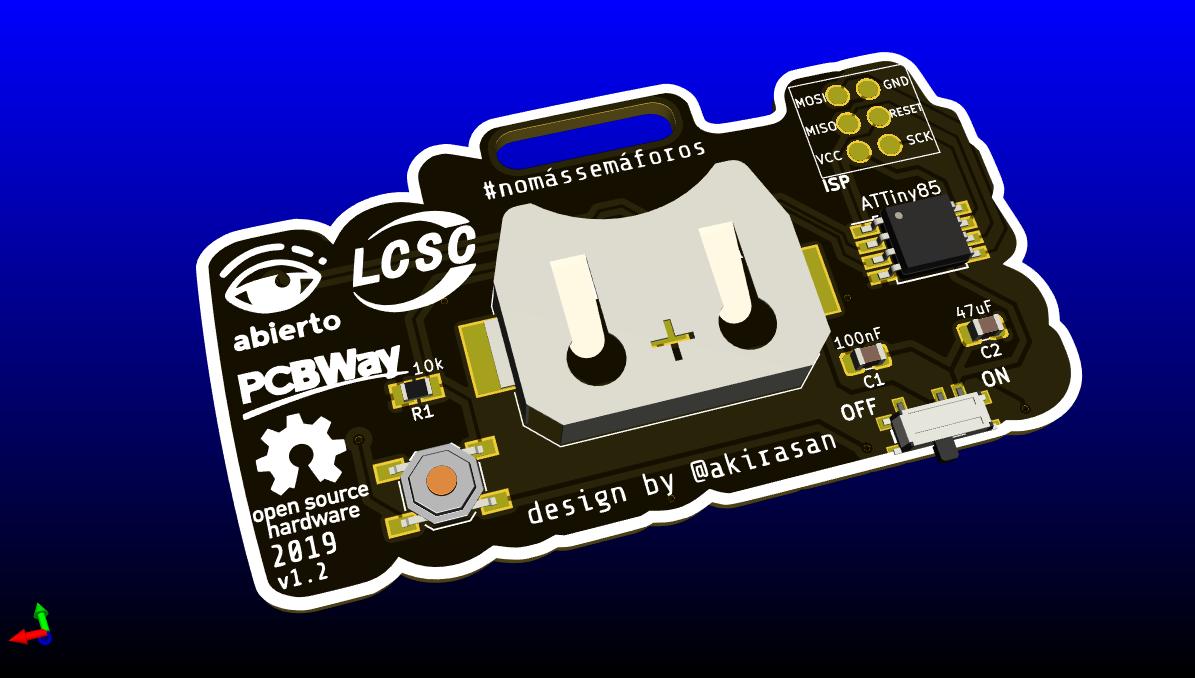 #nomássemáforos
MOSI
GND
MISO
RESET
VCC
SCK
ISP
ATTiny85
LCSC
abierto
PCBWay
10k
R1
100nF
C1
47uF
C2
OFF
ON
open source
hardware
2019
v1.2
design by @akirasan